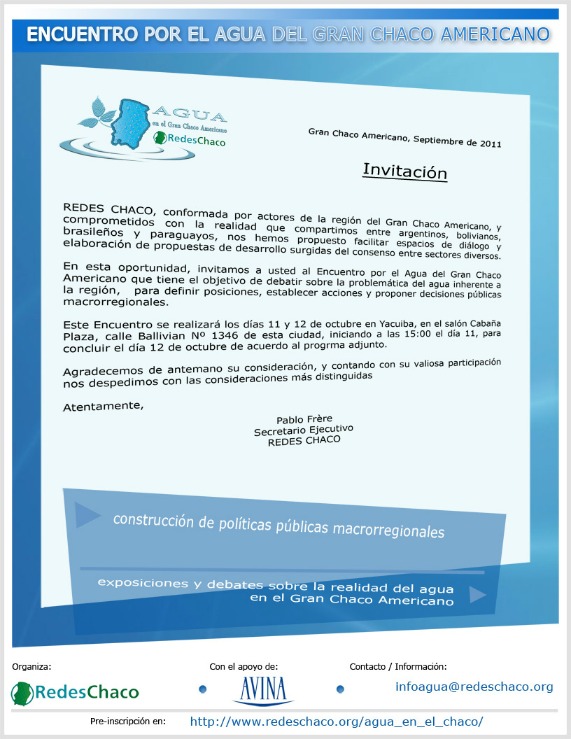 ENCUENTRO POR EL AGUA DEL GRAN CHACO AMERICANO
AGUA
en el Gran Chaco Americano
RedesChaco
Gran Chaco Americano, Septiembre de 2011
Invitación
REDES CHACO, conformada por actores de la región del Gran Chaco Americano, y
comprometidos con la realidad que compartimos entre argentinos, bolivianos,
brasileños y paraguayos, nos hemos propuesto facilitar espacios de diálogo y
elaboración de propuestas de desarrollo surgidas del consenso entre sectores diversos.
En esta oportunidad, invitamos a usted al Encuentro por el Agua del Gran Chaco
Americano que tiene el objetivo de debatir sobre la problemática del agua inherente a
la región, para definir posiciones, establecer acciones y proponer decisiones públicas
macrorregionales.
Este Encuentro se realizará los días 11 y 12 de octubre en Yacuiba, en el salón Cabaña
Plaza, calle Ballivian Nº 1346 de esta ciudad, iniciando a las 15:00 el día 11, para
concluir el día 12 de octubre de acuerdo al progrma adjunto.
Agradecemos de antemano su consideración, y contando con su valiosa participación
nos despedimos con las consideraciones más distinguidas
Atentamente,
Pablo Frère
Secretario Ejecutivo
REDES CHACO
construcción de políticas públicas macrorregionales
exposiciones y debates sobre la realidad del agua
en el Gran Chaco Americano
Organiza:
Con el apoyo de:
Contacto / Información:
RedesChaco
AVINA
infoagua@redeschaco.org
Pre-inscripción en:
http://www.redeschaco.org/agua_en_el_chaco/